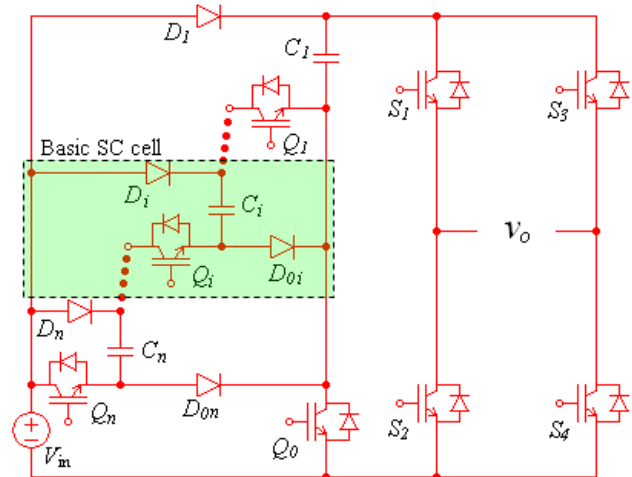 D1
C1
S1
S3
Q1
Basic SC cell
Di
Ci
Qi
D0i
Dn
Cn
Qn
D0n
Q0
S2
S4
Vin
vo